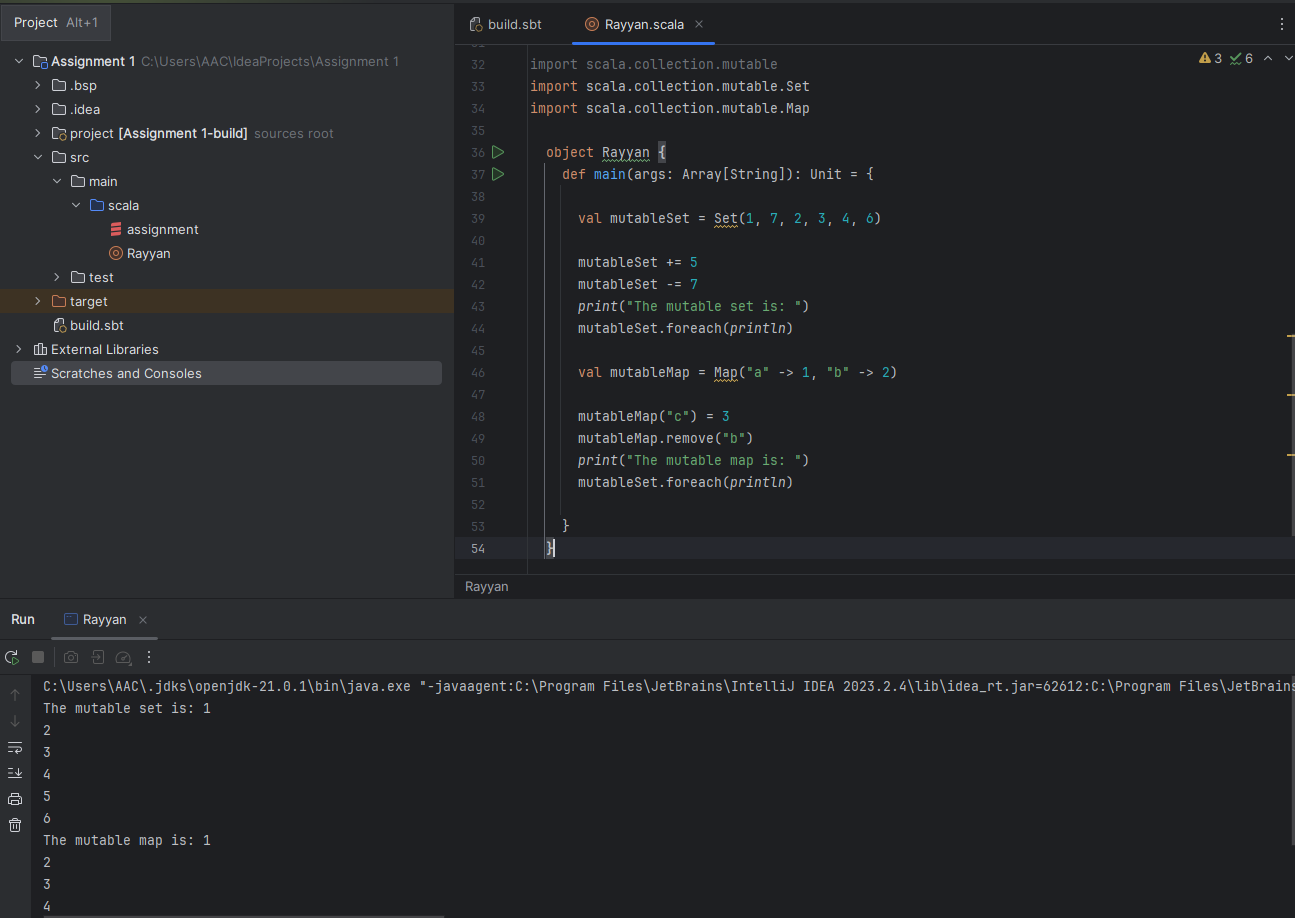 Project Alt+1
Assignment 1 C:\Users\AAC\IdeaProjects\Assignment 1
.bsp
.idea
project [Assignment 1-build] sources root
src
main
scala
assignment
Rayyan
test
target
build.sbt
External Libraries
Scratches and Consoles
build.sbt Rayyan.scala
3 6
32 import scala.collection.mutable
33 import scala.collection.mutable.Set
34 import scala.collection.mutable.Map
35
36 object Rayyan {
37 def main(args: Array[String]): Unit = {
38
39 val mutableSet = Set(1, 7, 2, 3, 4, 6)
40
41 mutableSet += 5
42 mutableSet -= 7
43 print("The mutable set is: ")
44 mutableSet.foreach(println)
45
46 val mutableMap = Map("a" -> 1, "b" -> 2)
47
48 mutableMap("c") = 3
49 mutableMap.remove("b")
50 print("The mutable map is: ")
51 mutableSet.foreach(println)
52
53 }
54 }
Rayyan
Run Rayyan
C:\Users\AAC\.jdks\openjdk-21.0.1\bin\java.exe "-javaagent:C:\Program Files\JetBrains\IntelliJ IDEA 2023.2.4\lib\idea_rt.jar=62612:C:\Program Files\JetBrains
The mutable set is: 1
2
3
4
5
6
The mutable map is: 1
2
3
4